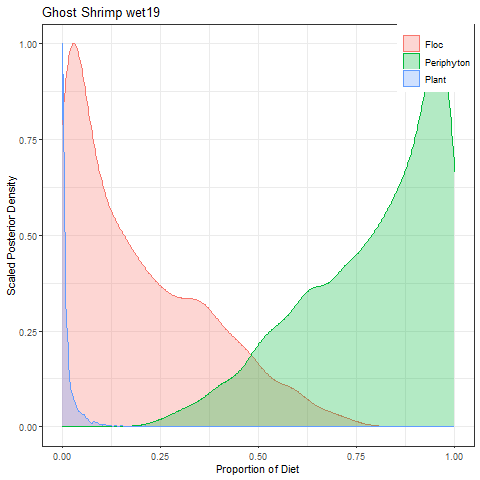 Ghost Shrimp wet19
Floc
Periphyton
Plant
1.00
0.75
0.50
0.25
0.00
Scaled Posterior Density
0.00 0.25 0.50 0.75 1.00
Proportion of Diet